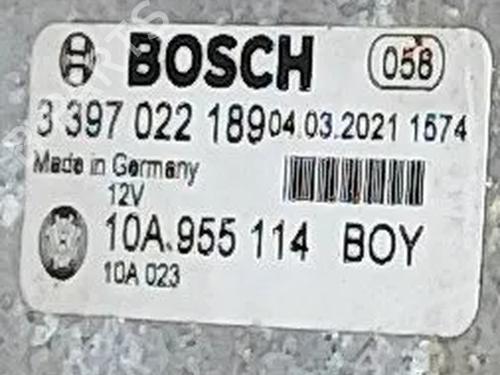 BOSCH 058
3 397 022 189 04.03.2021 1574
Made in Germany
12V
10A.955 114 BOY
10A 023